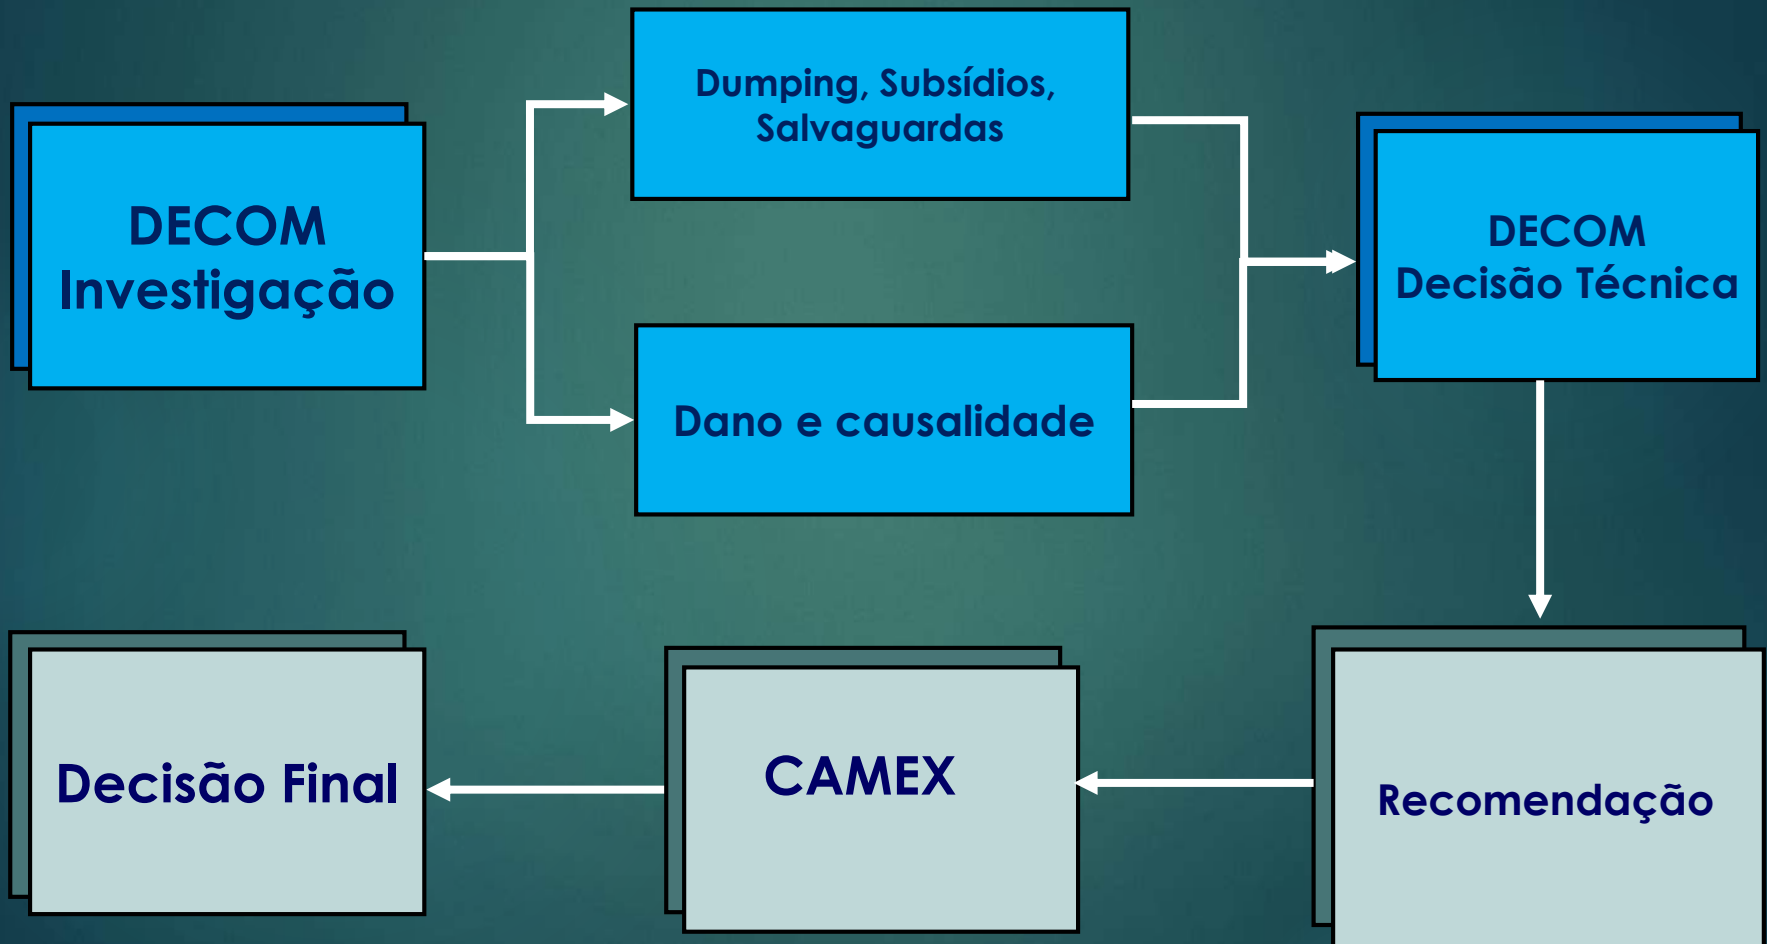 DECOM
Investigação
Dumping, Subsídios,
Salvaguardas
Dano e causalidade
DECOM
Decisão Técnica
Recomendação
CAMEX
Decisão Final